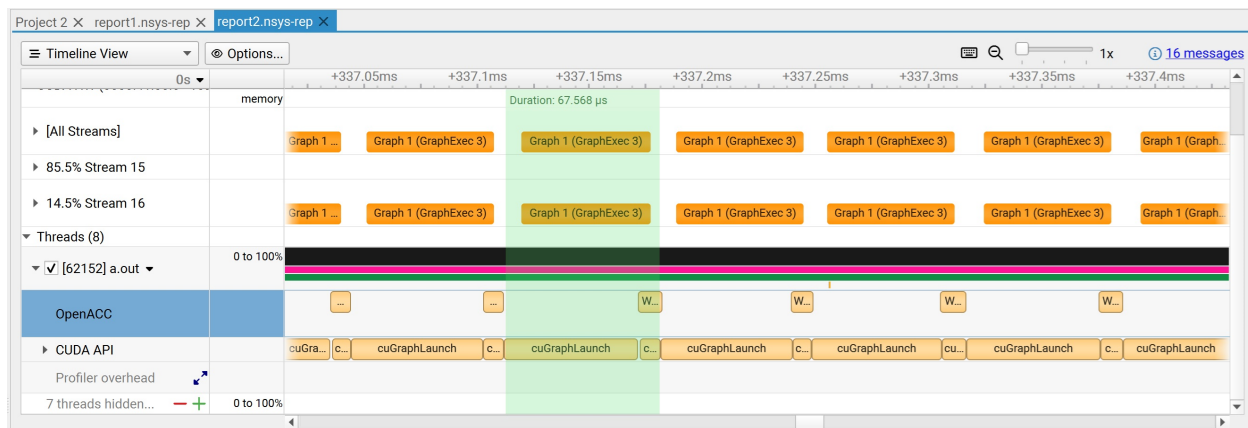 Project 2 report1.nsys-rep report2.nsys-rep
Timeline View Options... 1x 16 messages
0s +337.05ms +337.1ms +337.15ms +337.2ms +337.25ms +337.3ms +337.35ms +337.4ms
memory Duration: 67.568 μs
[All Streams] Graph 1 ... Graph 1 (GraphExec 3) Graph 1 (GraphExec 3) Graph 1 (GraphExec 3) Graph 1 (GraphExec 3) Graph 1 (GraphExec 3) Graph 1 (Graph...
85.5% Stream 15
14.5% Stream 16 Graph 1 ... Graph 1 (GraphExec 3) Graph 1 (GraphExec 3) Graph 1 (GraphExec 3) Graph 1 (GraphExec 3) Graph 1 (GraphExec 3) Graph 1 (Graph...
Threads (8)
[62152] a.out 0 to 100%
OpenACC ... ... W... W... W... W...
CUDA API cuGra... c... cuGraphLaunch c... cuGraphLaunch c... cuGraphLaunch c... cuGraphLaunch cu... cuGraphLaunch c... cuGraphLaunch
Profiler overhead
7 threads hidden... 0 to 100%